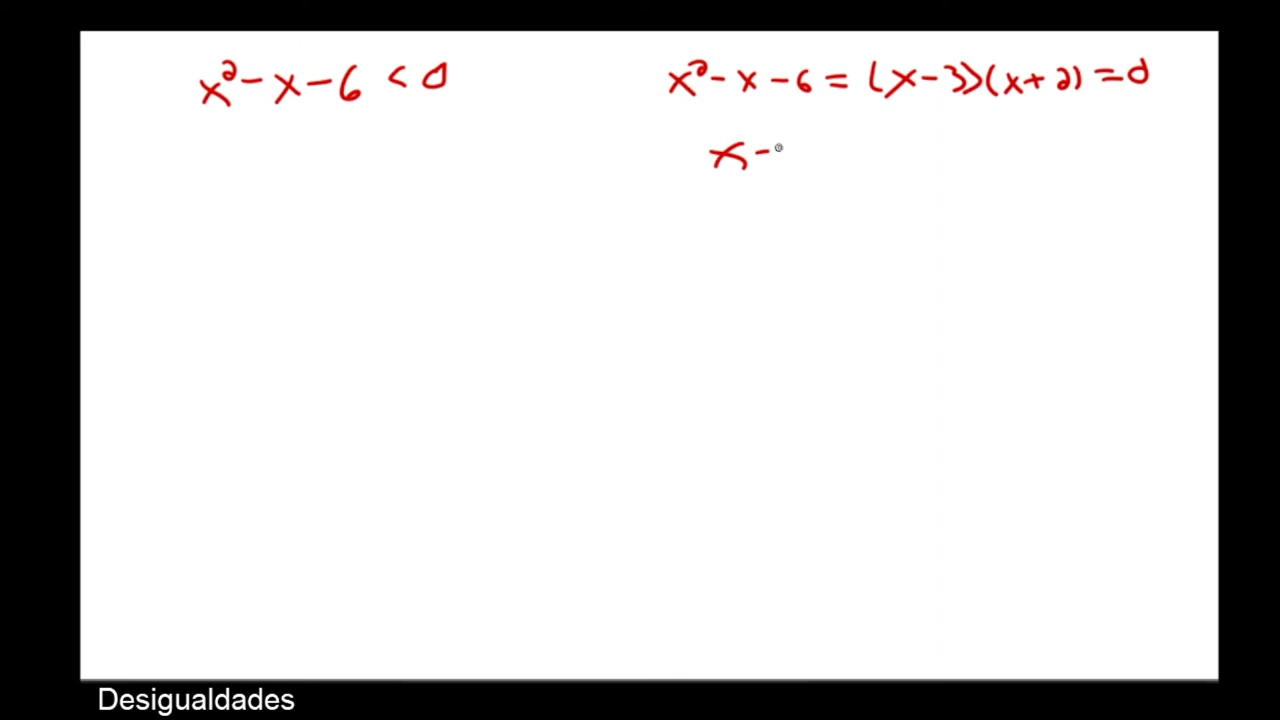 x² - x - 6 < 0
x² - x - 6 = (x - 3)(x + 2) = 0
x -
Desigualdades